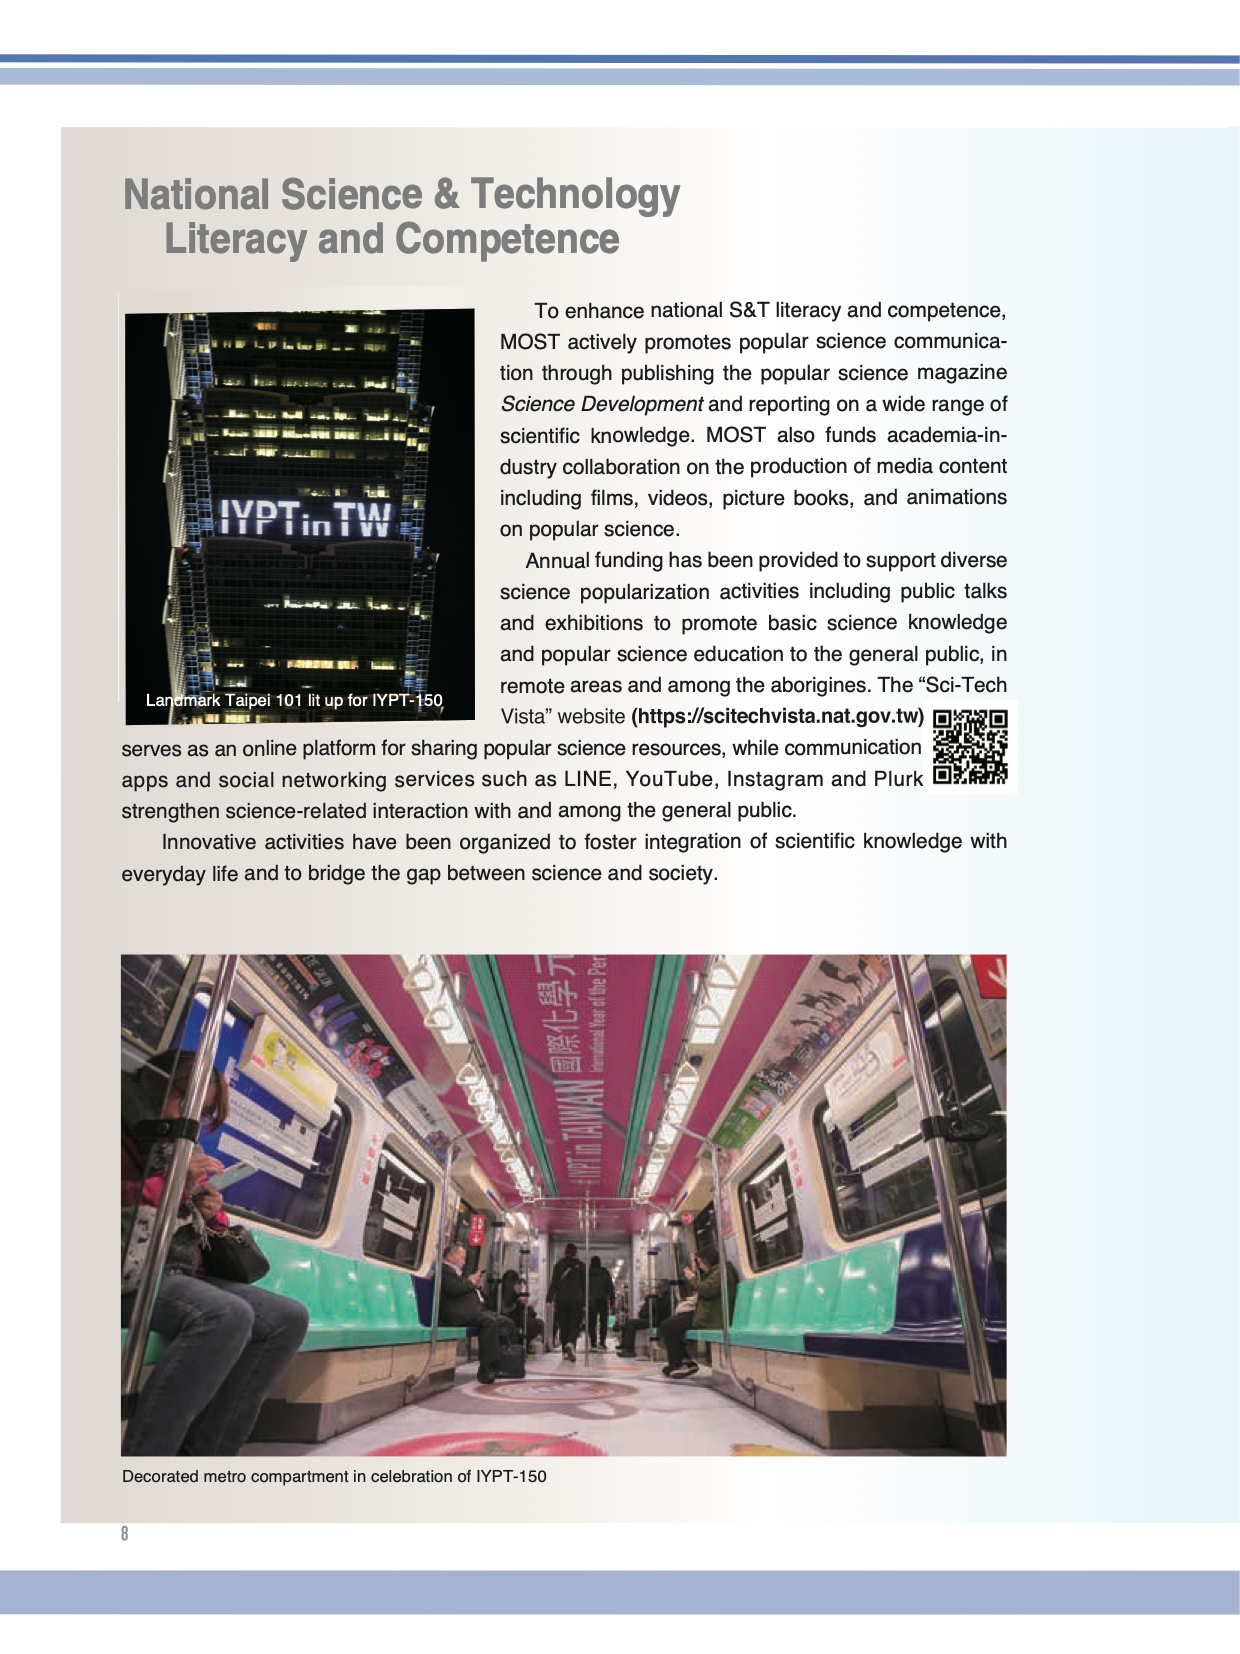 National Science & Technology
Literacy and Competence
IYPTinTW
Landmark Taipei 101 lit up for IYPT-150
To enhance national S&T literacy and competence,
MOST actively promotes popular science communica-
tion through publishing the popular science magazine
Science Development and reporting on a wide range of
scientific knowledge. MOST also funds academia-in-
dustry collaboration on the production of media content
including films, videos, picture books, and animations
on popular science.
Annual funding has been provided to support diverse
science popularization activities including public talks
and exhibitions to promote basic science knowledge
and popular science education to the general public, in
remote areas and among the aborigines. The “Sci-Tech
Vista” website (https://scitechvista.nat.gov.tw)
serves as an online platform for sharing popular science resources, while communication
apps and social networking services such as LINE, YouTube, Instagram and Plurk
strengthen science-related interaction with and among the general public.
Innovative activities have been organized to foster integration of scientific knowledge with
everyday life and to bridge the gap between science and society.
IYPT in TAIWAN 國際化學元
International Year of the Per
Decorated metro compartment in celebration of IYPT-150
8